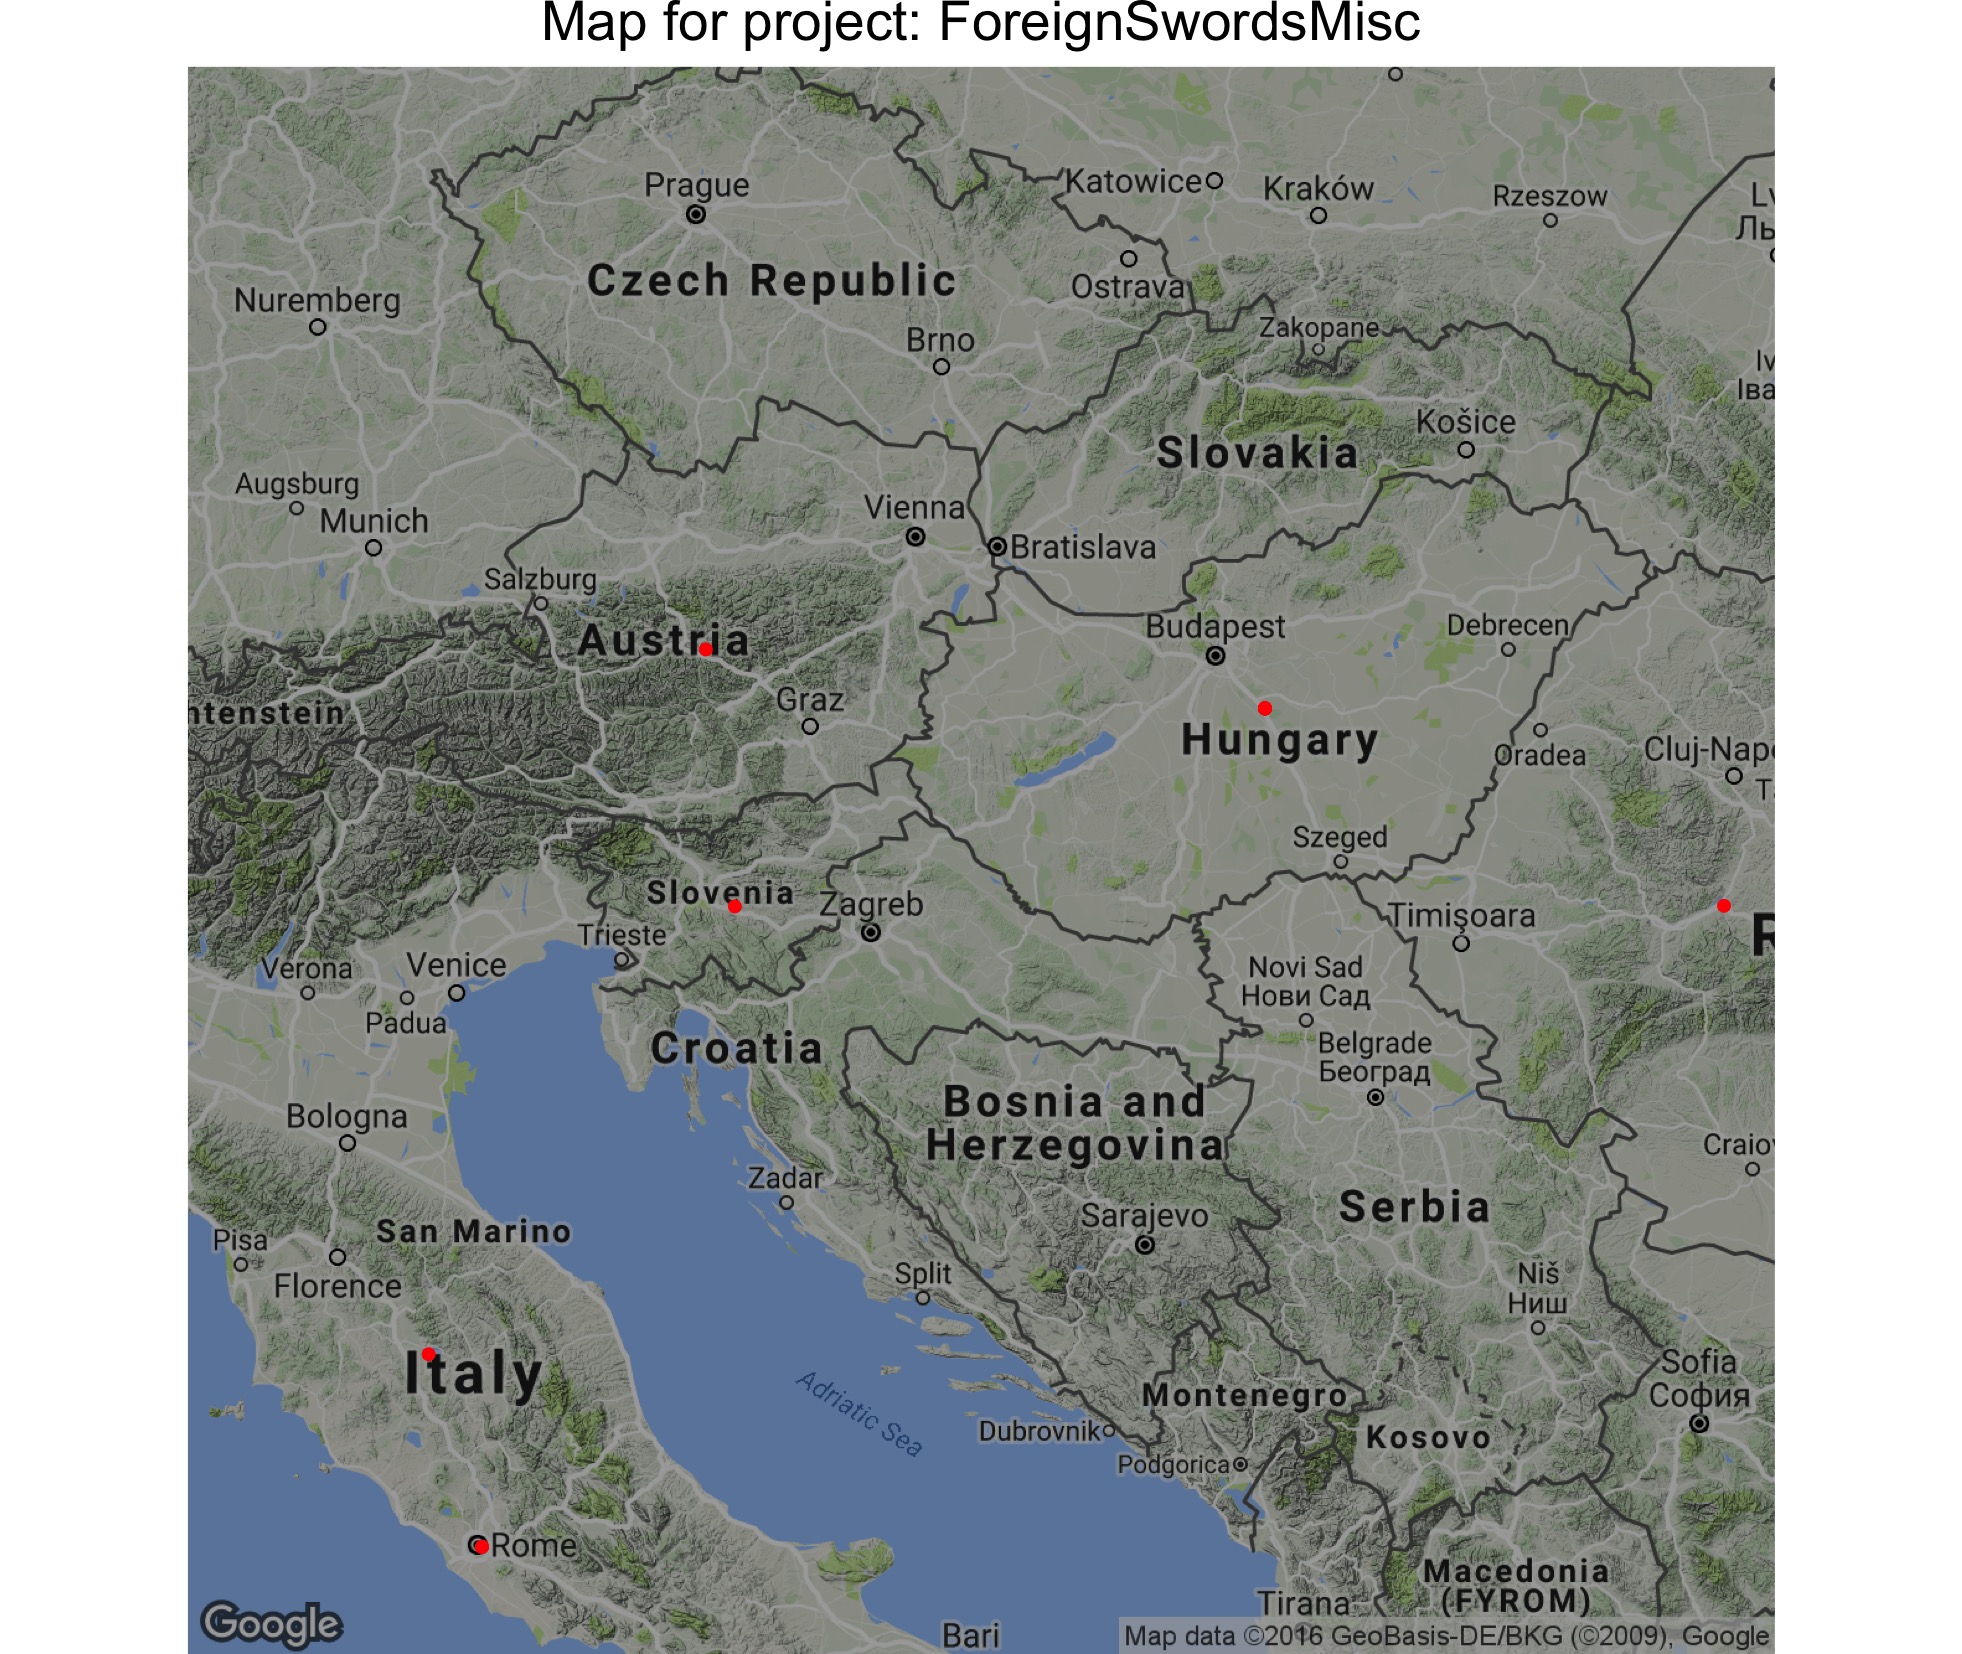 Map for project: ForeignSwordsMisc
Prague
Katowice
Kraków
Rzeszow
Lv
Ль
Czech Republic
Ostrava
Nuremberg
Brno
Zakopane
Iv
Іва
Košice
Slovakia
Augsburg
Munich
Vienna
Bratislava
Salzburg
Austria
Budapest
Debrecen
Graz
ntenstein
Hungary
Oradea
Cluj-Napo
Ta
Szeged
Slovenia
Zagreb
Timişoara
R
Trieste
Verona
Venice
Padua
Novi Sad
Нови Сад
Croatia
Belgrade
Београд
Bosnia and
Herzegovina
Bologna
Craiov
Zadar
Serbia
San Marino
Sarajevo
Pisa
Florence
Split
Niš
Ниш
Italy
Adriatic Sea
Sofia
София
Montenegro
Dubrovnik
Kosovo
Podgorica
Rome
Macedonia
(FYROM)
Tirana
Google
Bari
Map data ©2016 GeoBasis-DE/BKG (©2009), Google